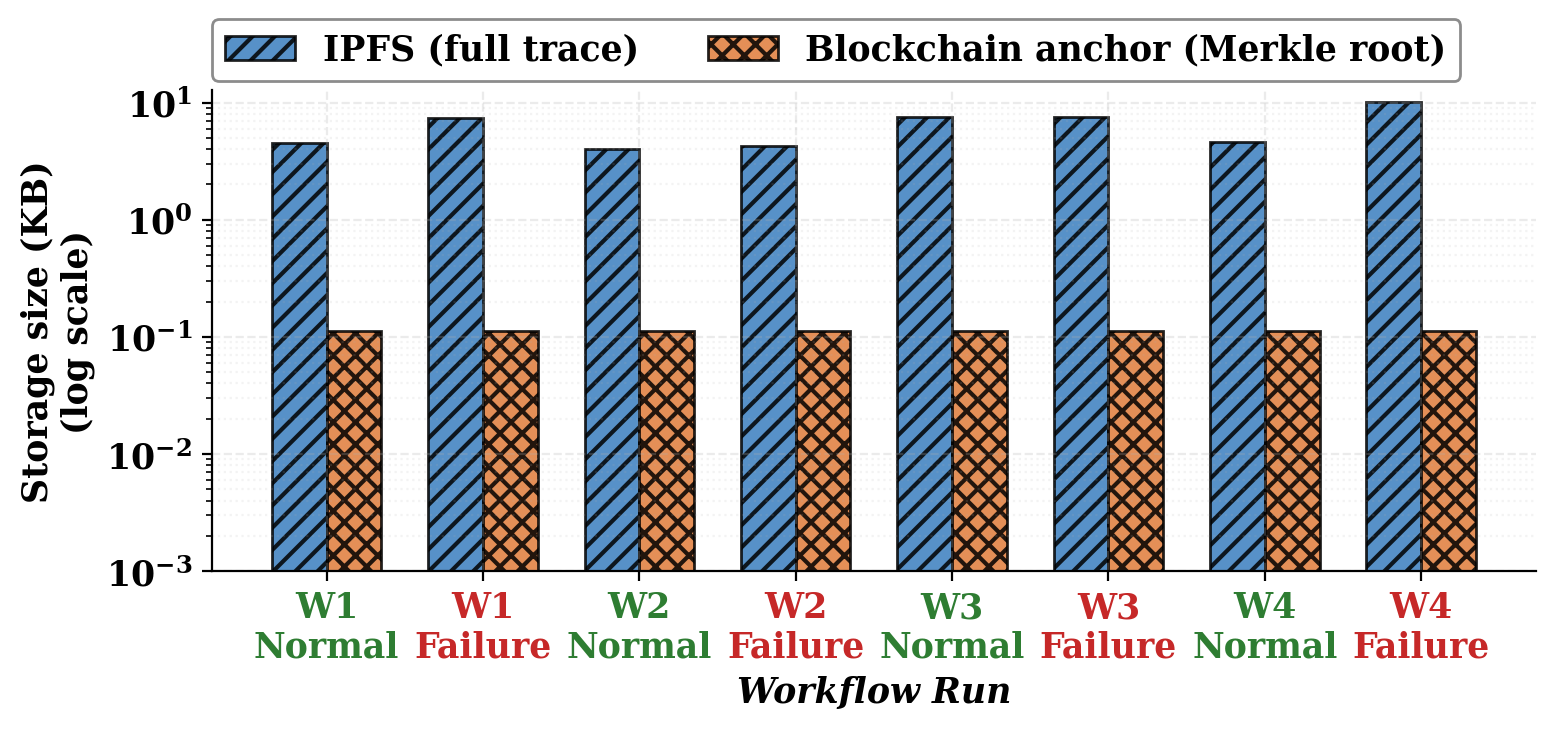 IPFS (full trace) Blockchain anchor (Merkle root)
Storage size (KB)
(log scale)
10¹
10⁰
10⁻¹
10⁻²
10⁻³
W1 W1 W2 W2 W3 W3 W4 W4
Normal Failure Normal Failure Normal Failure Normal Failure
Workflow Run